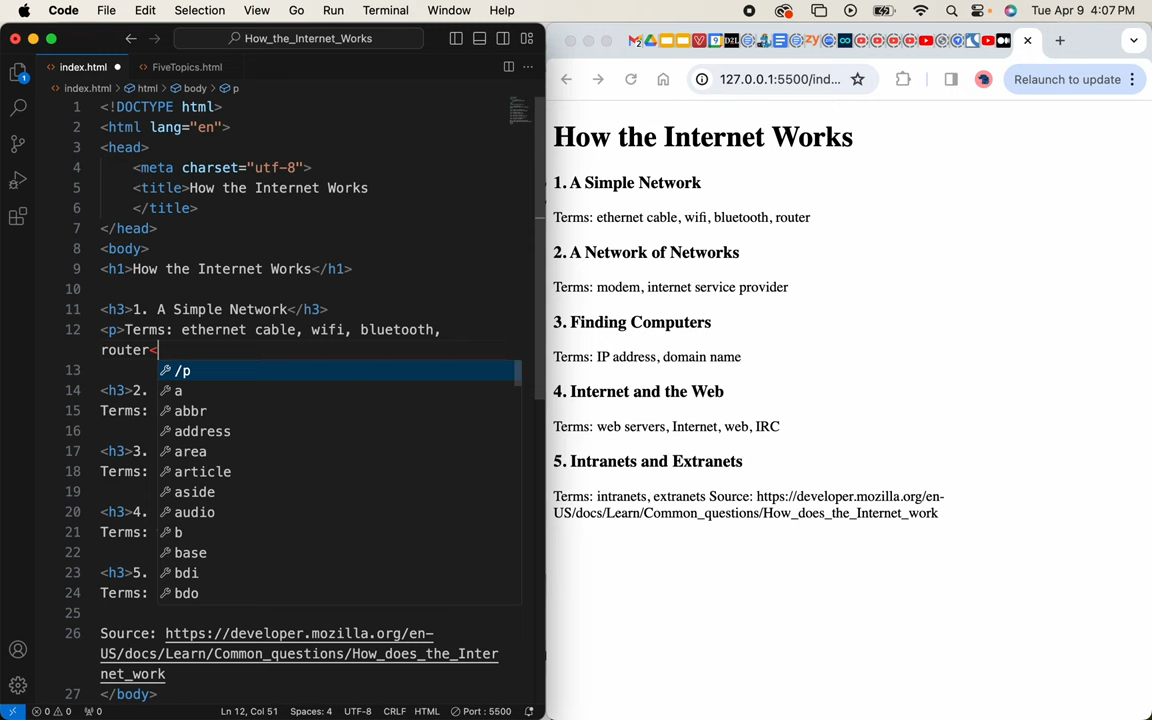 Code File Edit Selection View Go Run Terminal Window Help Tue Apr 9 4:07 PM
How_the_Internet_Works
index.html FiveTopics.html
index.html > html > body > p
1 <!DOCTYPE html>
2 <html lang="en">
3 <head>
4 <meta charset="utf-8">
5 <title>How the Internet Works
6 </title>
7 </head>
8 <body>
9 <h1>How the Internet Works</h1>
10
11 <h3>1. A Simple Network</h3>
12 <p>Terms: ethernet cable, wifi, bluetooth,
router<
/p
13
a
14 <h3>2.
abbr
15 Terms:
address
16
area
17 <h3>3.
article
18 Terms:
aside
19
audio
20 <h3>4.
b
21 Terms:
base
22
bdi
23 <h3>5.
bdo
24 Terms:
25
26 Source: https://developer.mozilla.org/en-
US/docs/Learn/Common_questions/How_does_the_Inter
net_work
27 </body>
1
0 0 0 Ln 12, Col 51 Spaces: 4 UTF-8 CRLF HTML Port : 5500
127.0.0.1:5500/ind... Relaunch to update
How the Internet Works
1. A Simple Network
Terms: ethernet cable, wifi, bluetooth, router
2. A Network of Networks
Terms: modem, internet service provider
3. Finding Computers
Terms: IP address, domain name
4. Internet and the Web
Terms: web servers, Internet, web, IRC
5. Intranets and Extranets
Terms: intranets, extranets Source: https://developer.mozilla.org/en-
US/docs/Learn/Common_questions/How_does_the_Internet_work